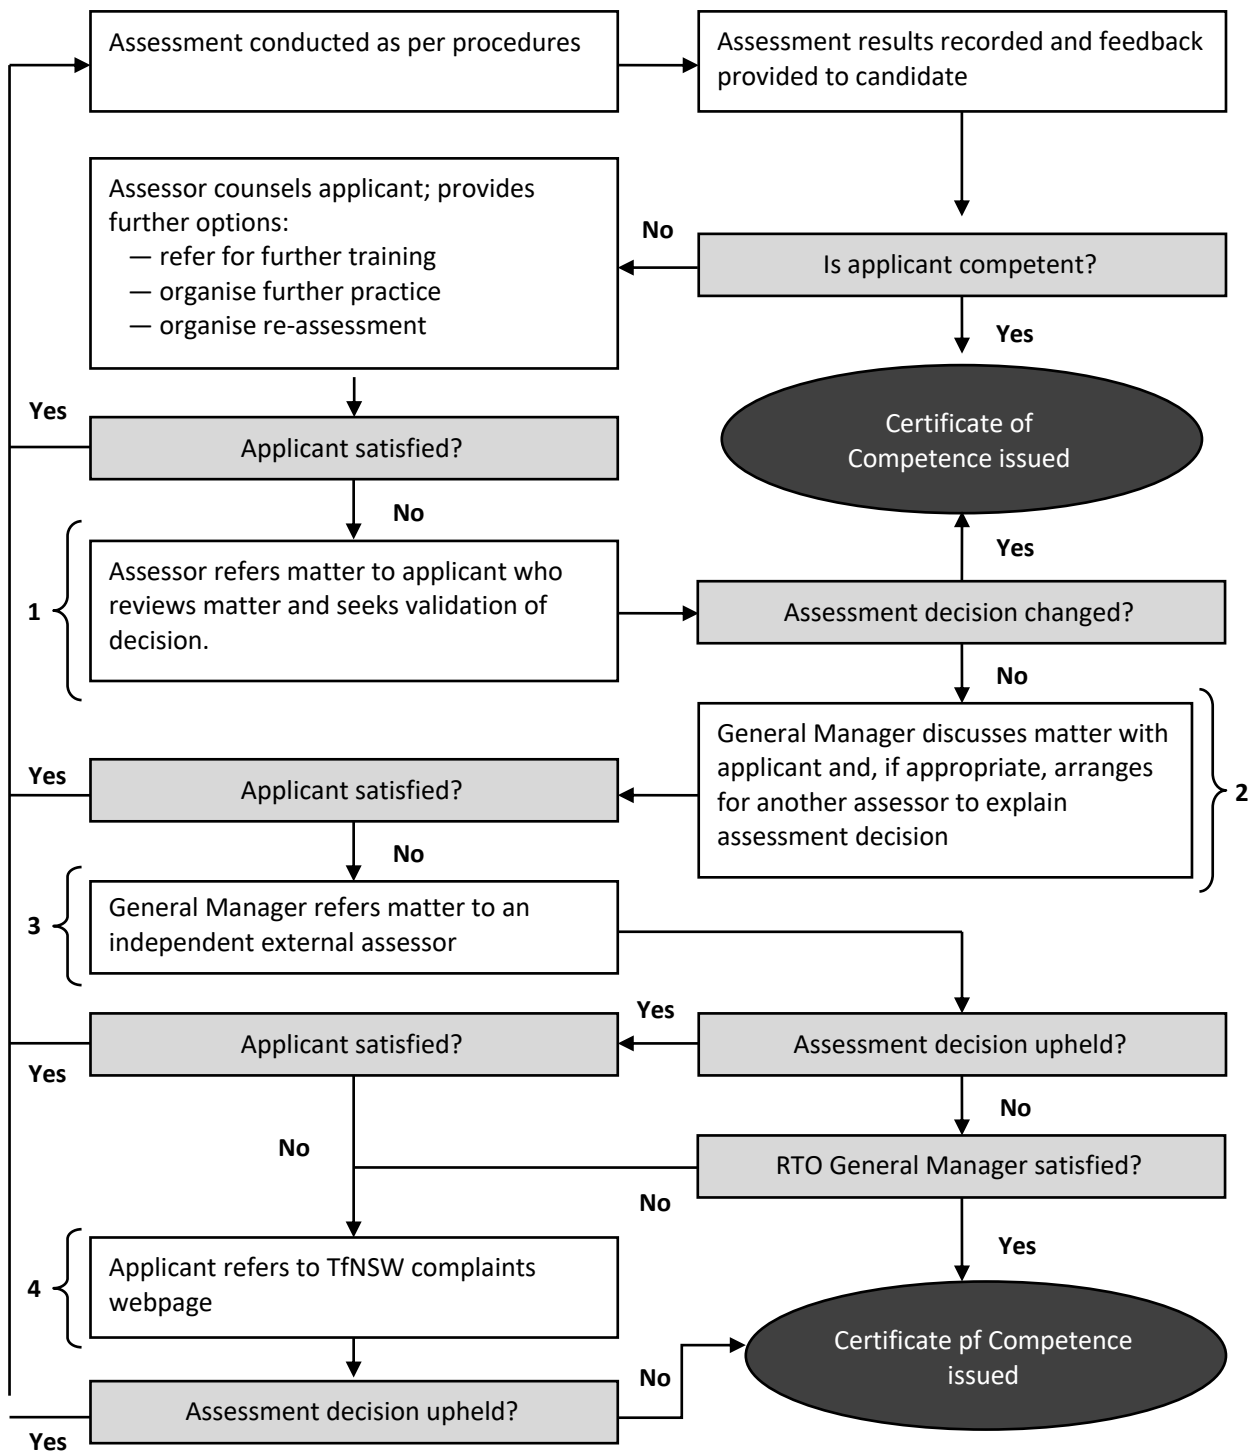 Assessment conducted as per procedures
Assessment results recorded and feedback
provided to candidate
Assessor counsels applicant; provides
further options:
— refer for further training
— organise further practice
— organise re-assessment
No
Is applicant competent?
Yes
Certificate of
Competence issued
Yes
Applicant satisfied?
No
Yes
1
Assessor refers matter to applicant who
reviews matter and seeks validation of
decision.
Assessment decision changed?
No
General Manager discusses matter with
applicant and, if appropriate, arranges
for another assessor to explain
assessment decision
2
Yes
Applicant satisfied?
No
3
General Manager refers matter to an
independent external assessor
Yes
Applicant satisfied?
Assessment decision upheld?
Yes
No
No
RTO General Manager satisfied?
No
Yes
4
Applicant refers to TfNSW complaints
webpage
Certificate pf Competence
issued
No
Assessment decision upheld?
Yes